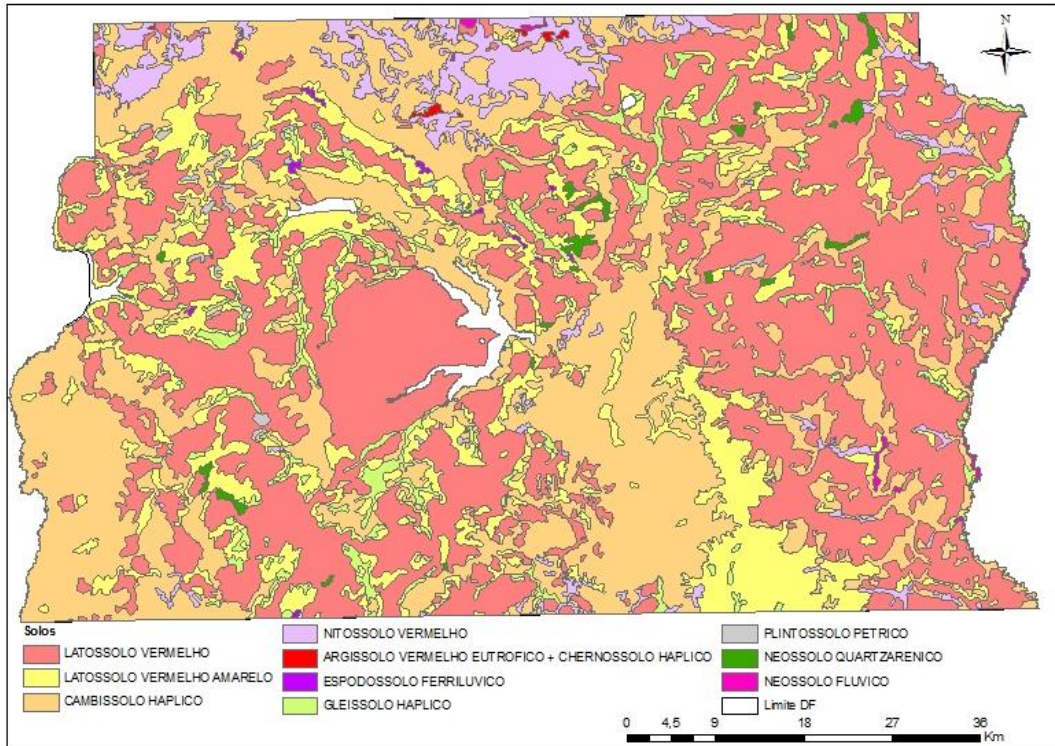 N
Solos
LATOSSOLO VERMELHO
LATOSSOLO VERMELHO AMARELO
CAMBISSOLO HAPLICO
NITOSSOLO VERMELHO
ARGISSOLO VERMELHO EUTROFICO + CHERNOSSOLO HAPLICO
ESPODOSSOLO FERRILUVICO
GLEISSOLO HAPLICO
PLINTOSSOLO PETRICO
NEOSSOLO QUARTZARENICO
NEOSSOLO FLUVICO
Limite DF
0 4,5 9 18 27 36
Km